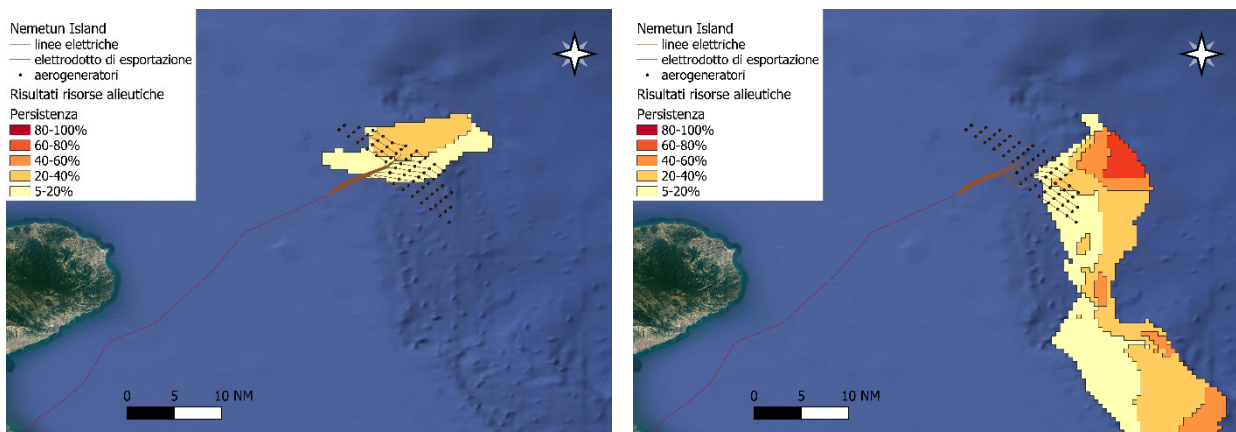 Nemetun Island
linee elettriche
elettrodotto di esportazione
aerogeneratori
Risultati risorse alieutiche
Persistenza
80-100%
60-80%
40-60%
20-40%
5-20%
0 5 10 NM
Nemetun Island
linee elettriche
elettrodotto di esportazione
aerogeneratori
Risultati risorse alieutiche
Persistenza
80-100%
60-80%
40-60%
20-40%
5-20%
0 5 10 NM